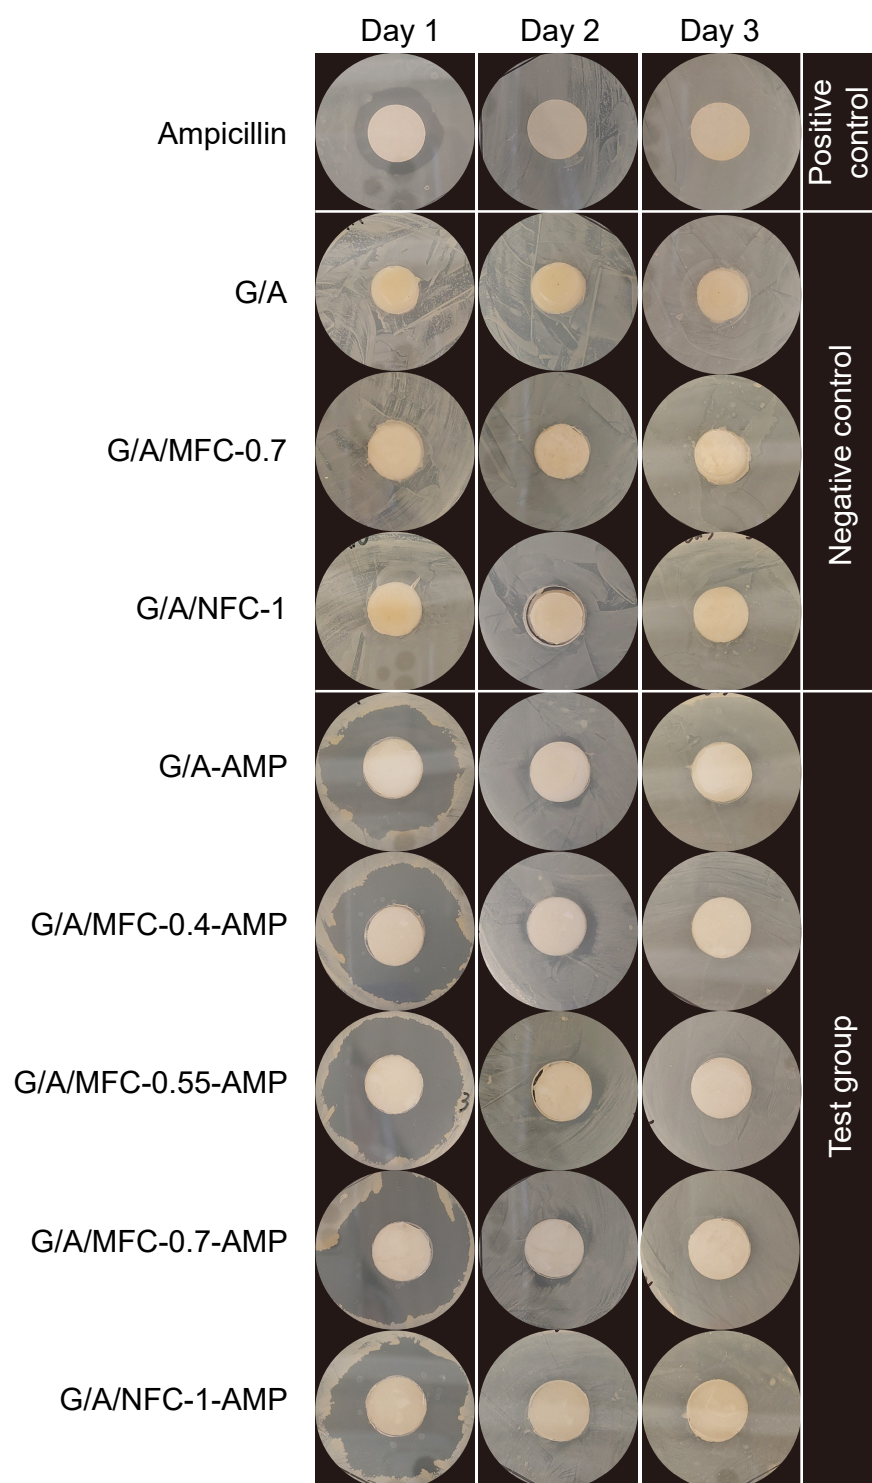 Day 1 Day 2 Day 3
Ampicillin
Positive
control
G/A
G/A/MFC-0.7
G/A/NFC-1
Negative control
G/A-AMP
G/A/MFC-0.4-AMP
G/A/MFC-0.55-AMP
G/A/MFC-0.7-AMP
G/A/NFC-1-AMP
Test group